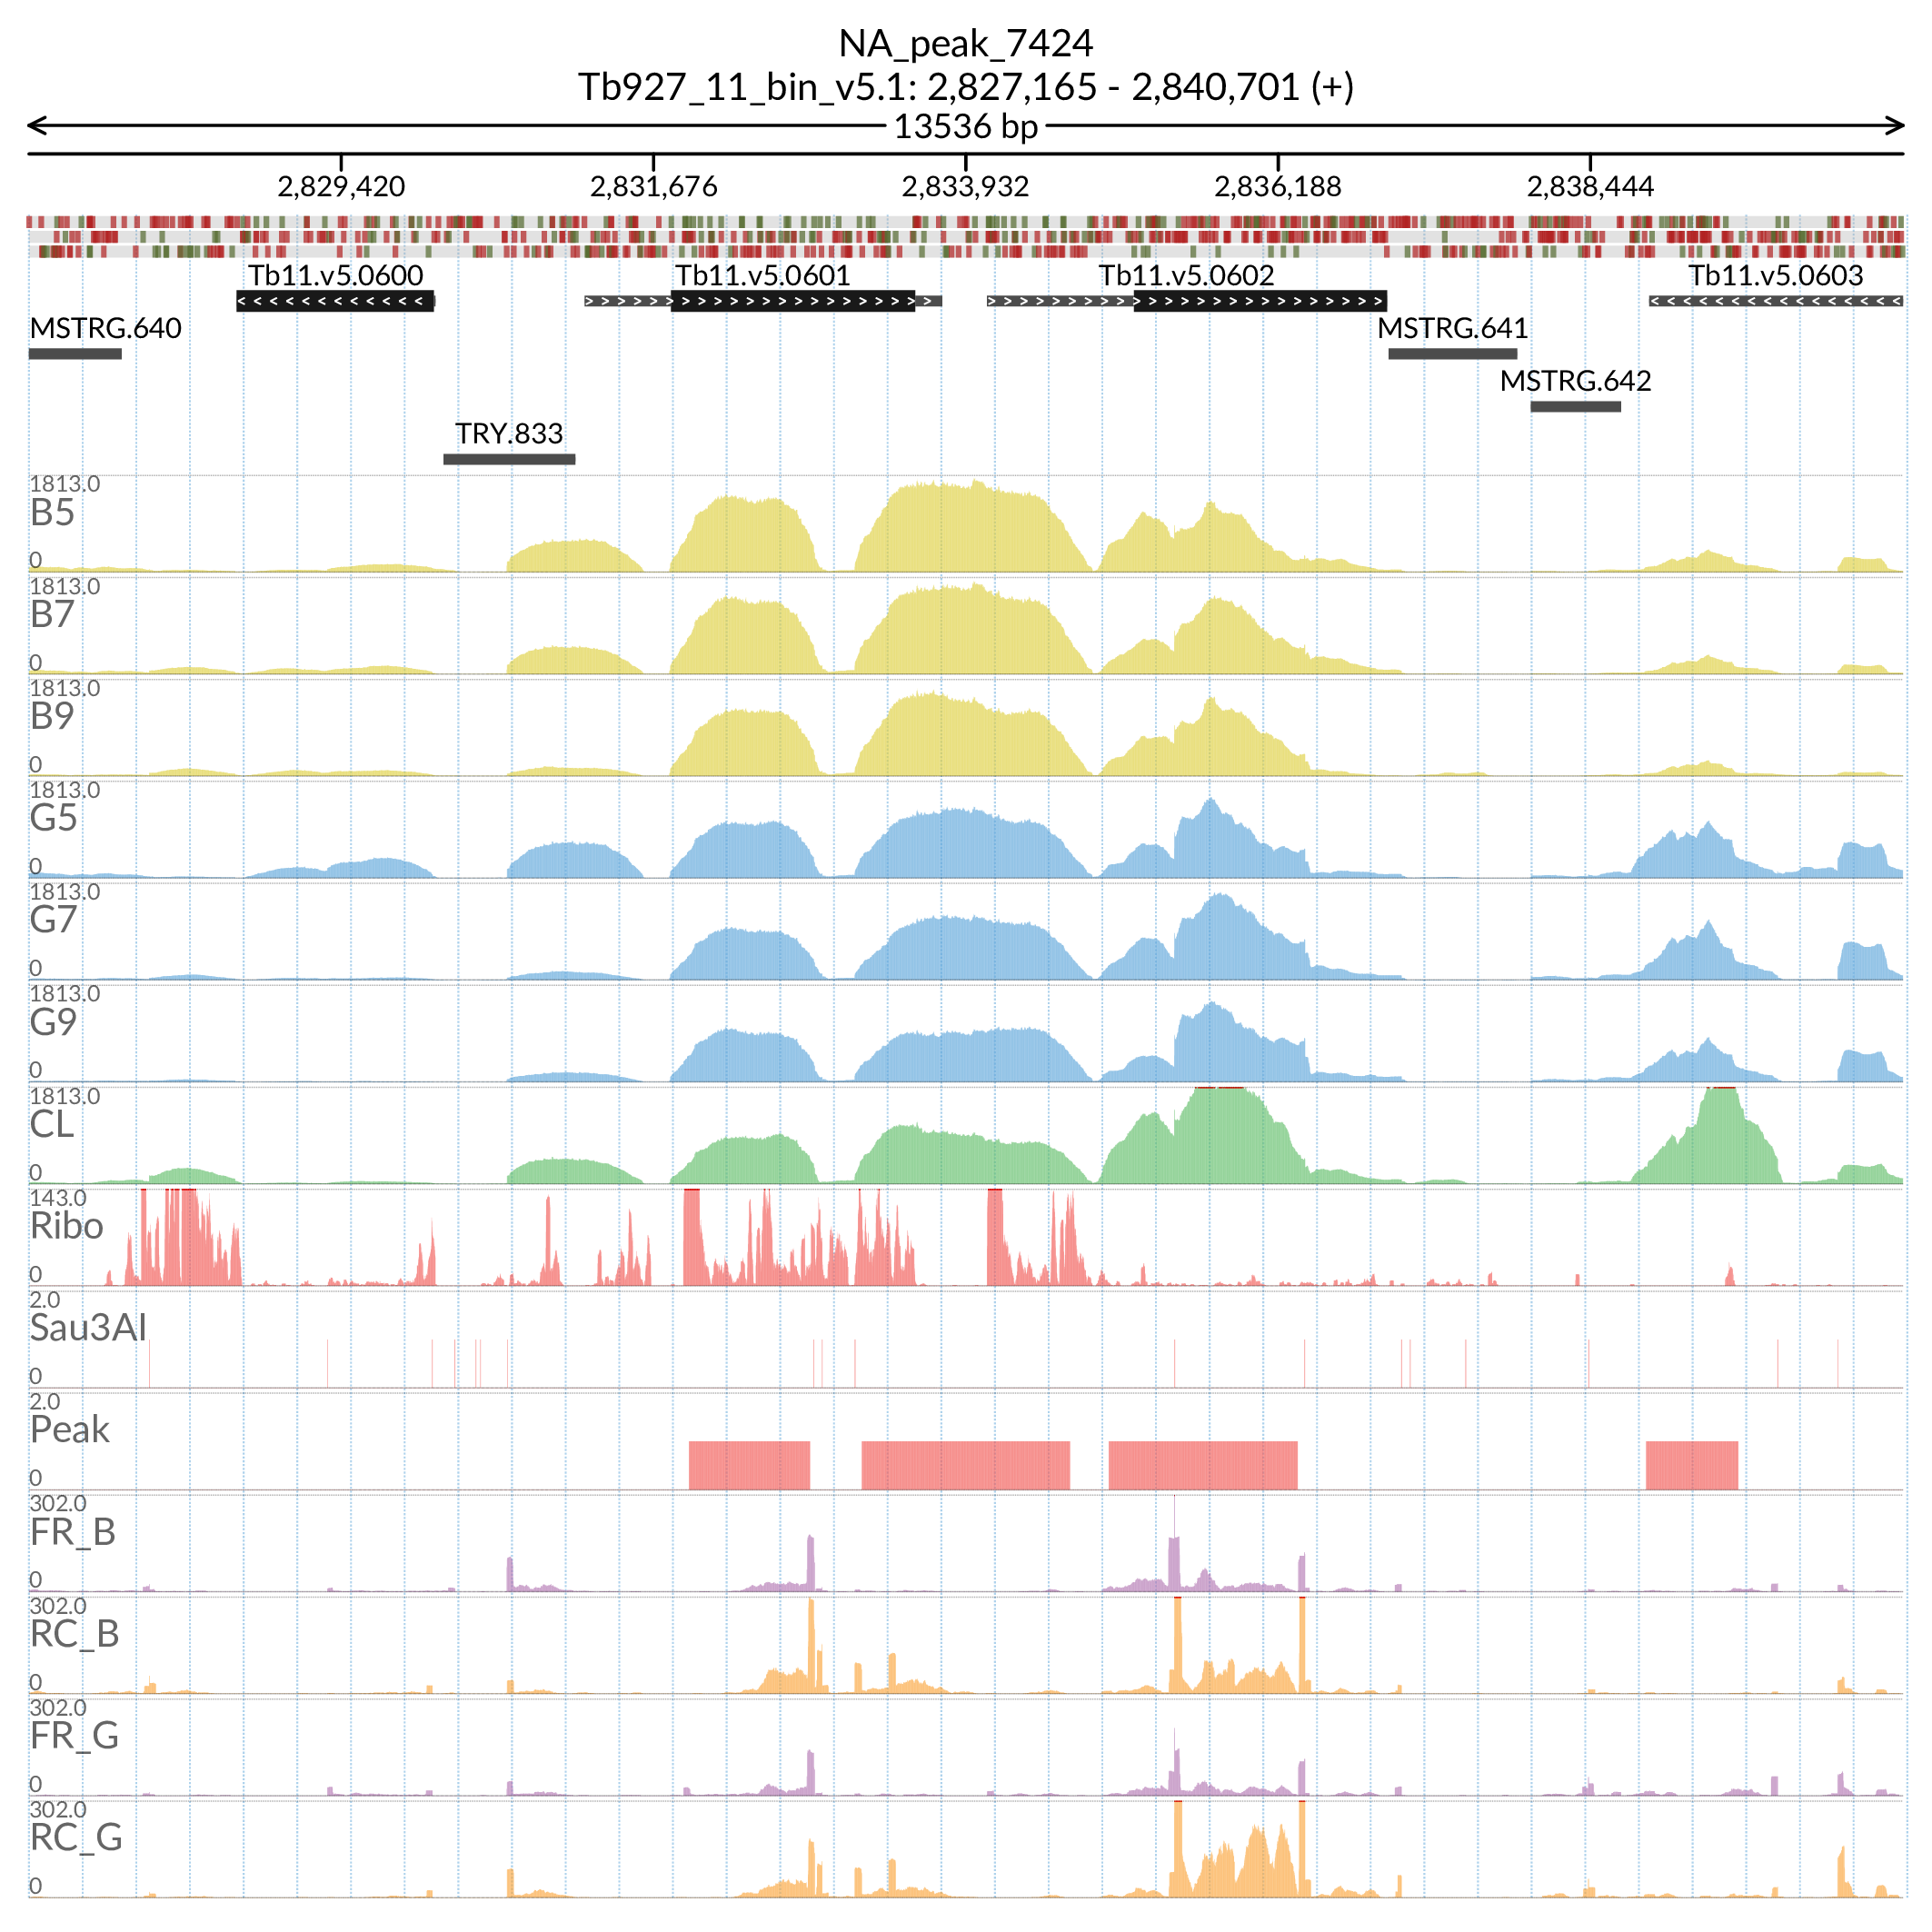 NA_peak_7424
Tb927_11_bin_v5.1: 2,827,165 - 2,840,701 (+)
13536 bp
2,829,420 2,831,676 2,833,932 2,836,188 2,838,444
Tb11.v5.0600 Tb11.v5.0601 Tb11.v5.0602 Tb11.v5.0603
MSTRG.640 MSTRG.641
MSTRG.642
TRY.833
1813.0
B5
0
1813.0
B7
0
1813.0
B9
0
1813.0
G5
0
1813.0
G7
0
1813.0
G9
0
1813.0
CL
0
143.0
Ribo
0
2.0
Sau3AI
0
2.0
Peak
0
302.0
FR_B
0
302.0
RC_B
0
302.0
FR_G
0
302.0
RC_G
0